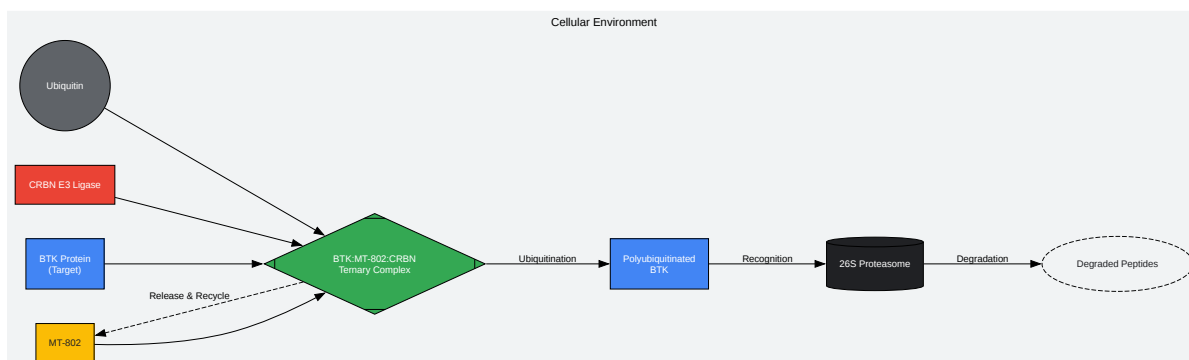 Cellular Environment
Ubiquitin
CRBN E3 Ligase
BTK Protein
(Target)
MT-802
Release & Recycle
BTK:MT-802:CRBN
Ternary Complex
Ubiquitination
Polyubiquitinated
BTK
Recognition
26S Proteasome
Degradation
Degraded Peptides